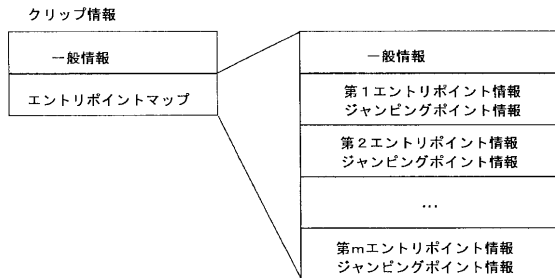 クリップ情報
一般情報
エントリポイントマップ
一般情報
第1エントリポイント情報
ジャンピングポイント情報
第2エントリポイント情報
ジャンピングポイント情報
...
第mエントリポイント情報
ジャンピングポイント情報